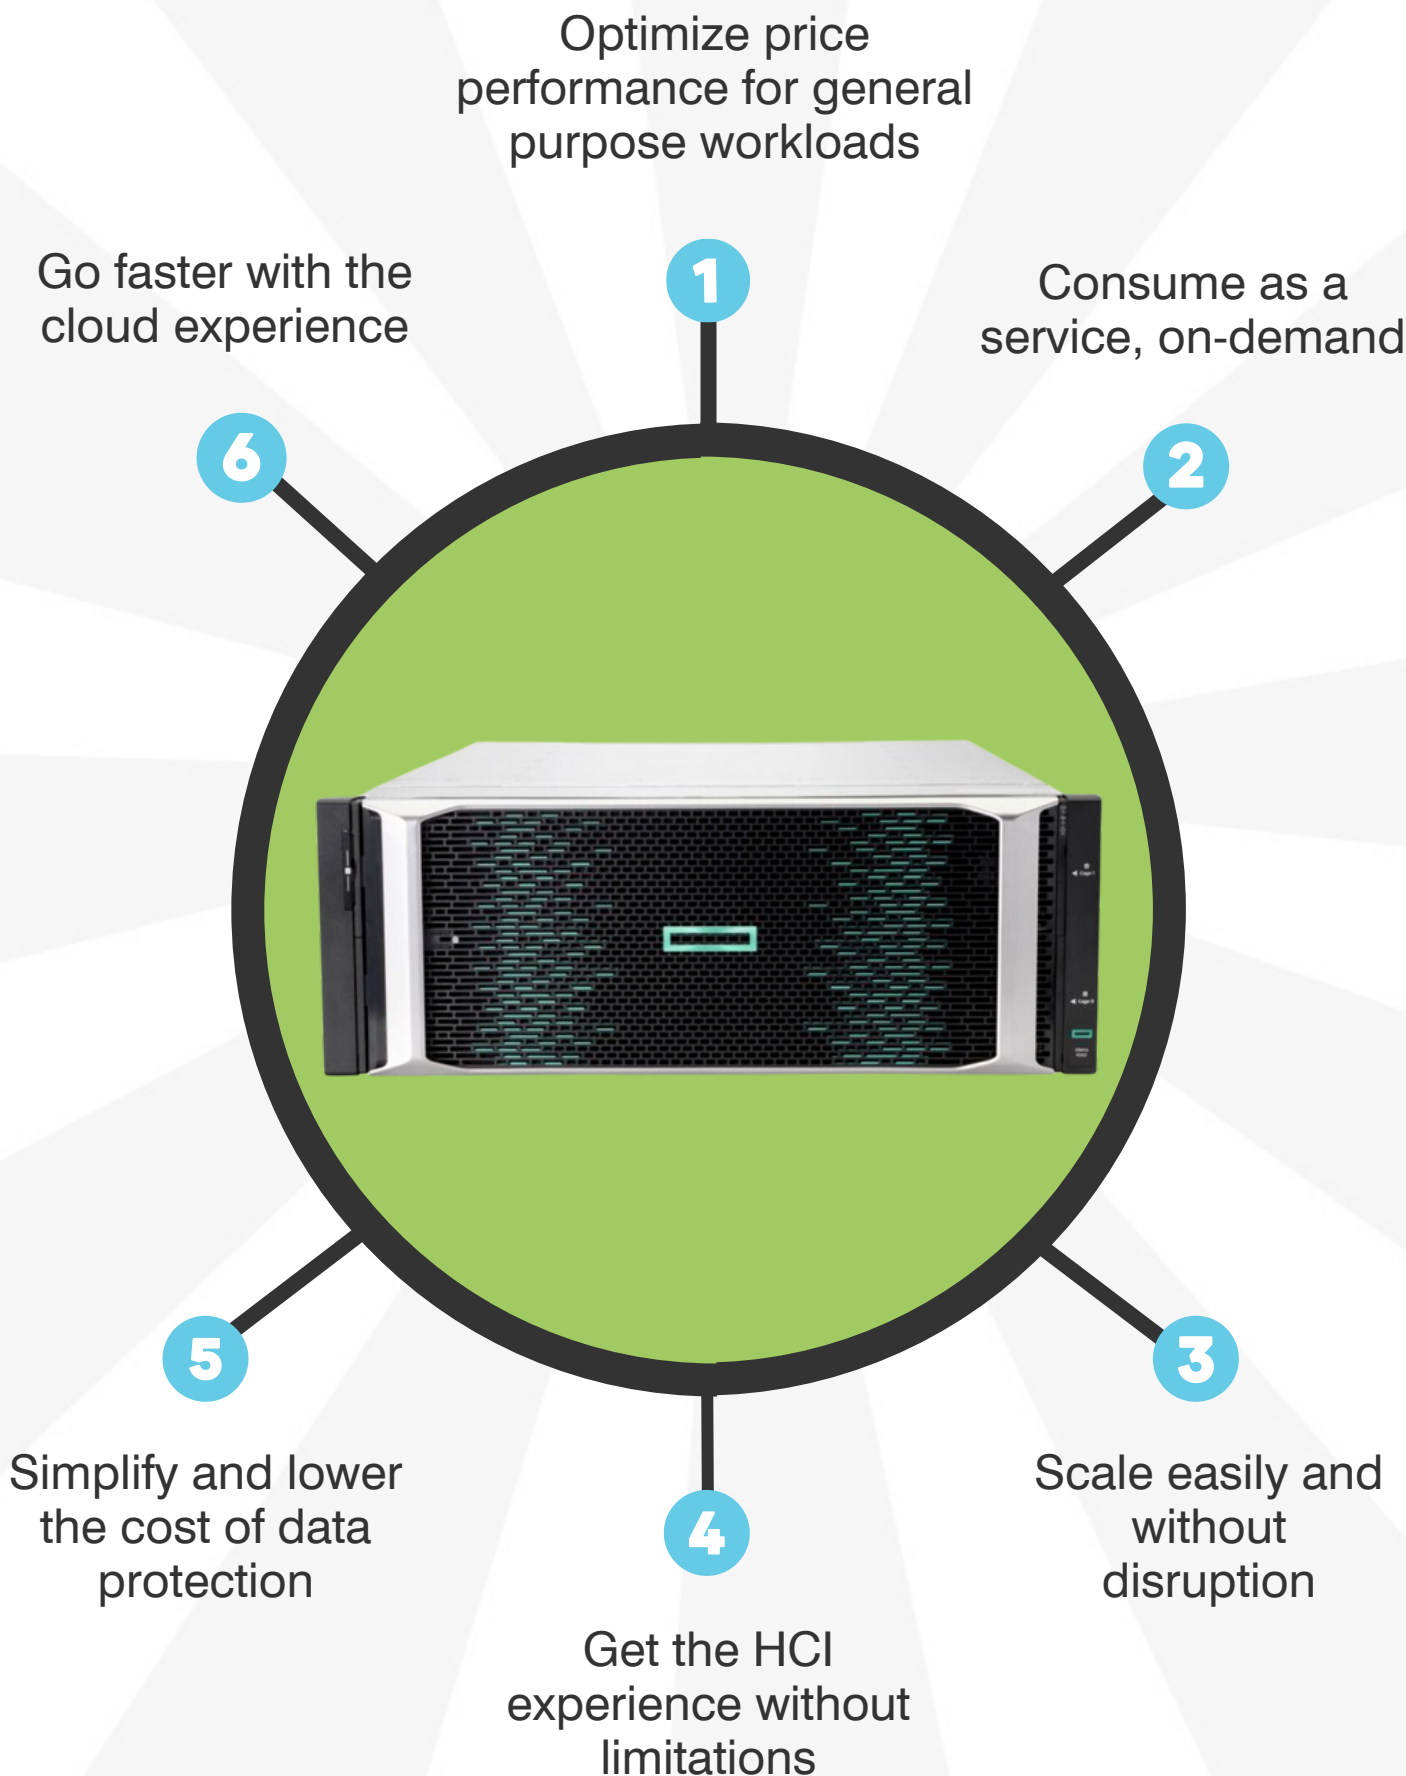 Optimize price
performance for general
purpose workloads
1
Consume as a
service, on-demand
2
Scale easily and
without
disruption
3
Get the HCI
experience without
limitations
4
Simplify and lower
the cost of data
protection
5
Go faster with the
cloud experience
6
Cage 1